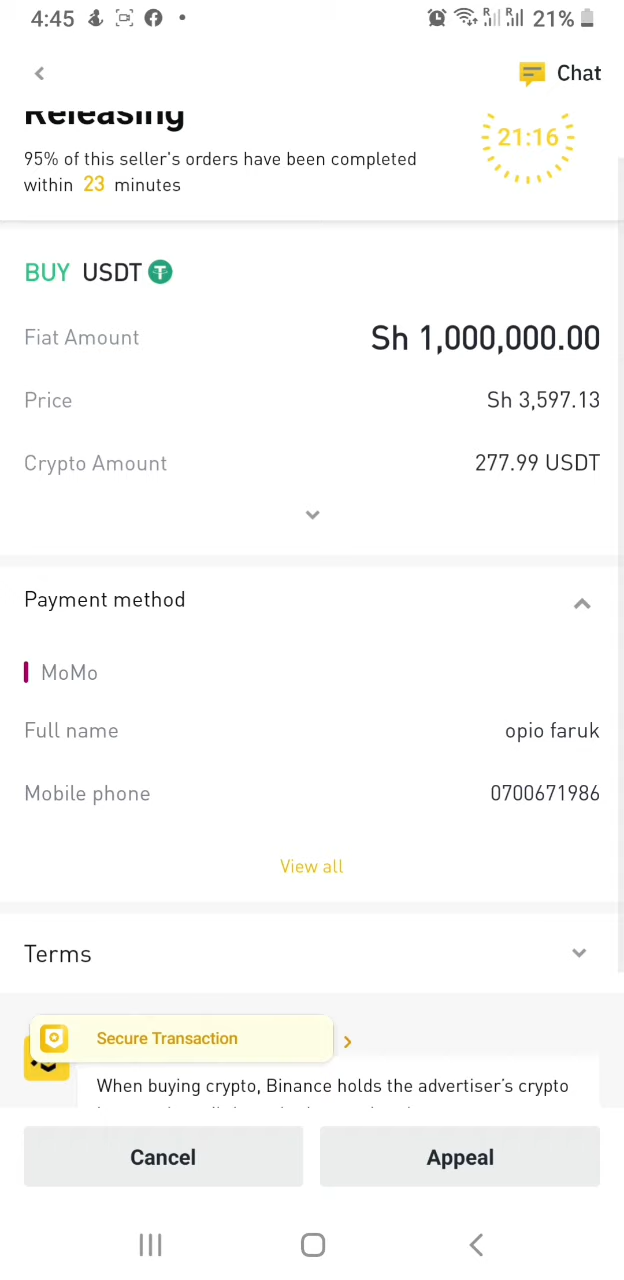 4:45
21%
Chat
Releasing
21:16
95% of this seller's orders have been completed
within 23 minutes
BUY USDT
Fiat Amount Sh 1,000,000.00
Price Sh 3,597.13
Crypto Amount 277.99 USDT
Payment method
MoMo
Full name opio faruk
Mobile phone 0700671986
View all
Terms
Secure Transaction
When buying crypto, Binance holds the advertiser's crypto
Cancel
Appeal